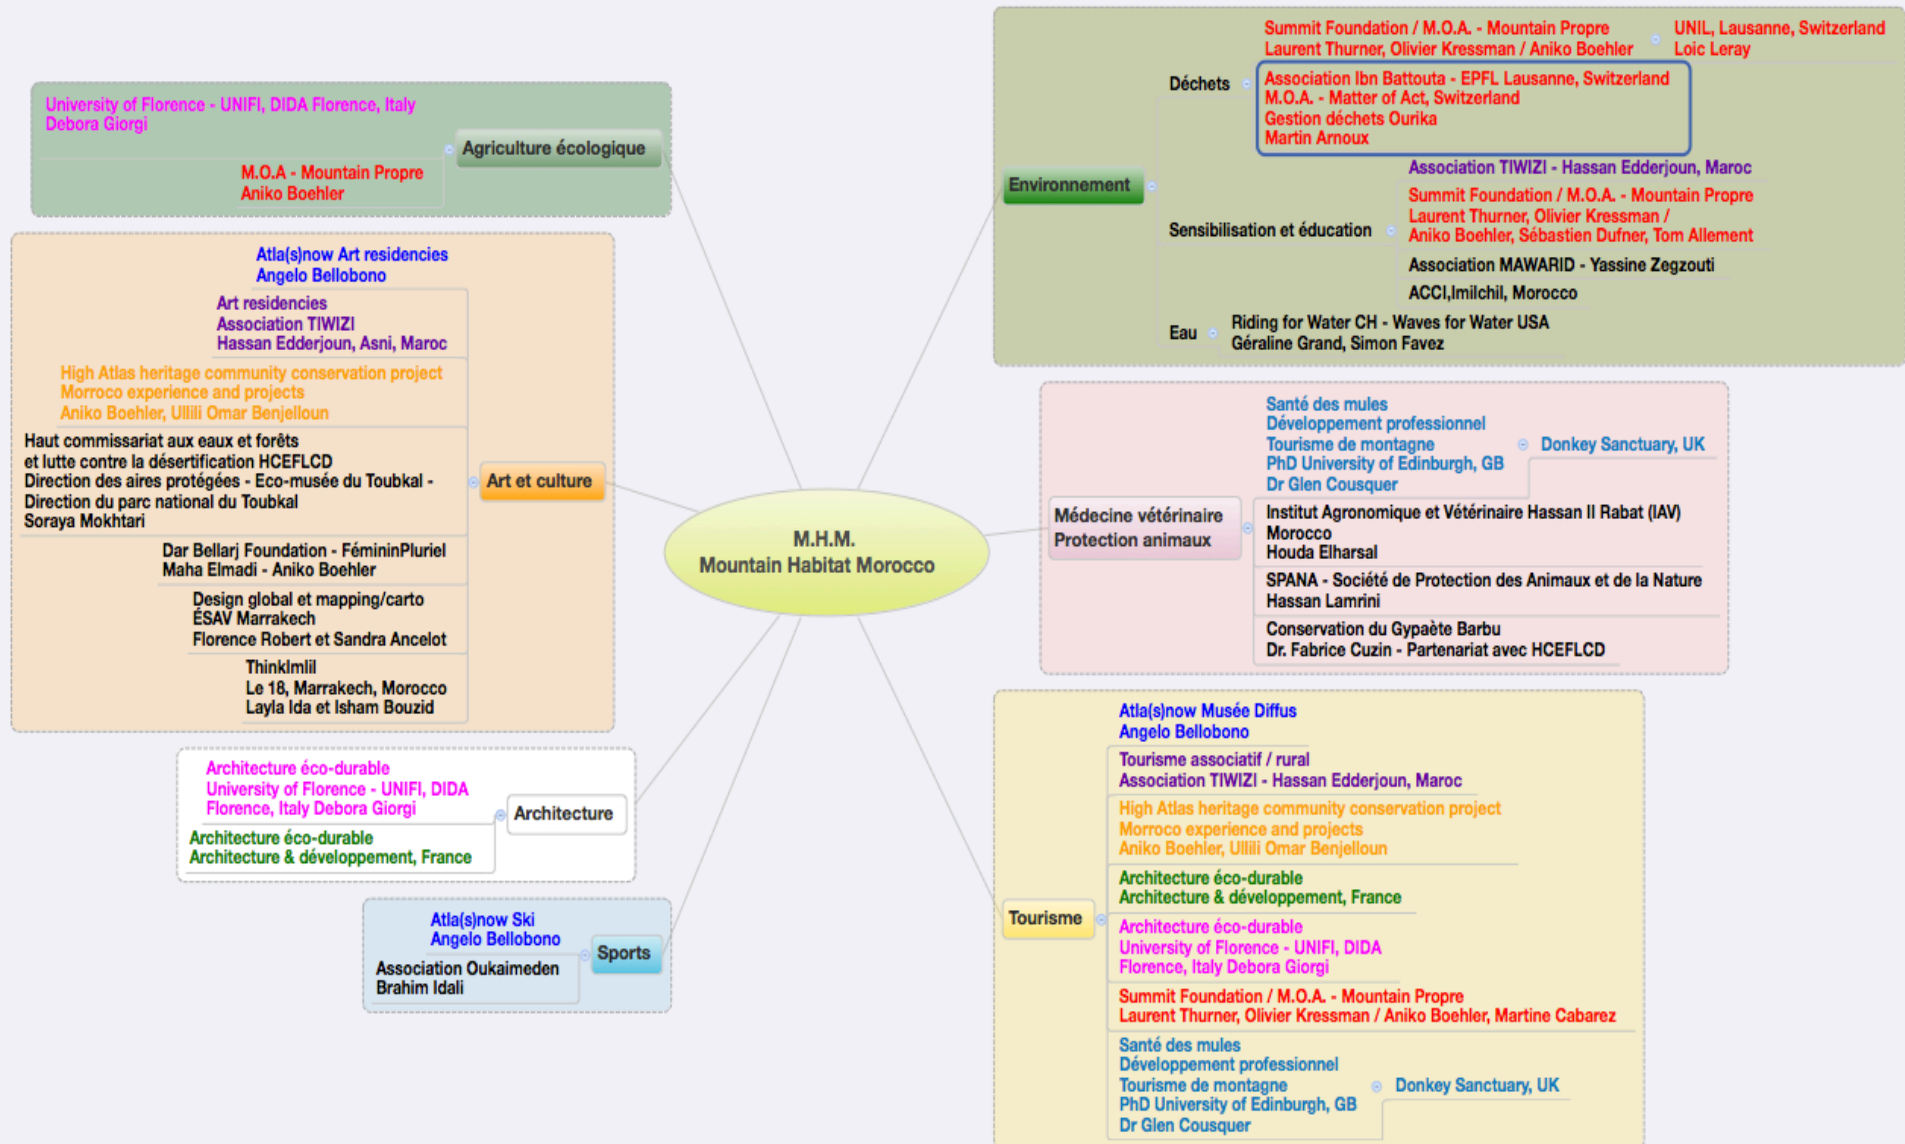 University of Florence - UNIFI, DIDA Florence, Italy
Debora Giorgi
M.O.A - Mountain Propre
Aniko Boehler
Agriculture écologique
Atla(s)now Art residencies
Angelo Bellobono
Art residencies
Association TIWIZI
Hassan Edderjoun, Asni, Maroc
High Atlas heritage community conservation project
Morroco experience and projects
Aniko Boehler, Ullili Omar Benjelloun
Haut commissariat aux eaux et forêts
et lutte contre la désertification HCEFLCD
Direction des aires protégées - Eco-musée du Toubkal -
Direction du parc national du Toubkal
Soraya Mokhtari
Dar Bellarj Foundation - FémininPluriel
Maha Elmadi - Aniko Boehler
Design global et mapping/carto
ÉSAV Marrakech
Florence Robert et Sandra Ancelot
ThinkImlil
Le 18, Marrakech, Morocco
Layla Ida et Isham Bouzid
Art et culture
Architecture éco-durable
University of Florence - UNIFI, DIDA
Florence, Italy Debora Giorgi
Architecture éco-durable
Architecture & développement, France
Architecture
Atla(s)now Ski
Angelo Bellobono
Association Oukaimeden
Brahim Idali
Sports
M.H.M.
Mountain Habitat Morocco
Environnement
Déchets
Summit Foundation / M.O.A. - Mountain Propre
Laurent Thurner, Olivier Kressman / Aniko Boehler
UNIL, Lausanne, Switzerland
Loic Leray
Association Ibn Battouta - EPFL Lausanne, Switzerland
M.O.A. - Matter of Act, Switzerland
Gestion déchets Ourika
Martin Arnoux
Sensibilisation et éducation
Association TIWIZI - Hassan Edderjoun, Maroc
Summit Foundation / M.O.A. - Mountain Propre
Laurent Thurner, Olivier Kressman /
Aniko Boehler, Sébastien Dufner, Tom Allement
Association MAWARID - Yassine Zegzouti
ACCI,Imilchil, Morocco
Eau
Riding for Water CH - Waves for Water USA
Géraline Grand, Simon Favez
Médecine vétérinaire
Protection animaux
Santé des mules
Développement professionnel
Tourisme de montagne
PhD University of Edinburgh, GB
Dr Glen Cousquer
Donkey Sanctuary, UK
Institut Agronomique et Vétérinaire Hassan II Rabat (IAV)
Morocco
Houda Elharsal
SPANA - Société de Protection des Animaux et de la Nature
Hassan Lamrini
Conservation du Gypaète Barbu
Dr. Fabrice Cuzin - Partenariat avec HCEFLCD
Tourisme
Atla(s)now Musée Diffus
Angelo Bellobono
Tourisme associatif / rural
Association TIWIZI - Hassan Edderjoun, Maroc
High Atlas heritage community conservation project
Morroco experience and projects
Aniko Boehler, Ullili Omar Benjelloun
Architecture éco-durable
Architecture & développement, France
Architecture éco-durable
University of Florence - UNIFI, DIDA
Florence, Italy Debora Giorgi
Summit Foundation / M.O.A. - Mountain Propre
Laurent Thurner, Olivier Kressman / Aniko Boehler, Martine Cabarez
Santé des mules
Développement professionnel
Tourisme de montagne
PhD University of Edinburgh, GB
Dr Glen Cousquer
Donkey Sanctuary, UK